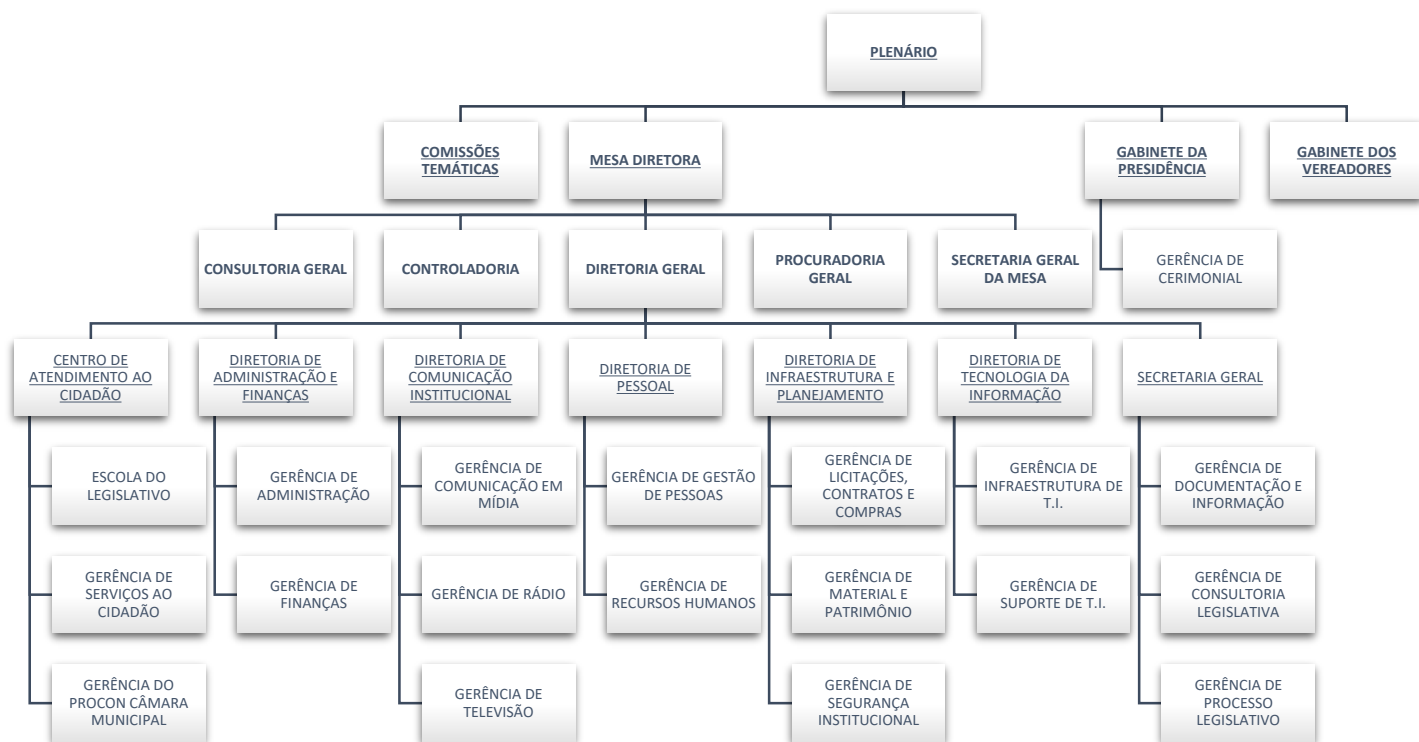 PLENÁRIO
COMISSÕES
TEMÁTICAS
MESA DIRETORA
GABINETE DA
PRESIDÊNCIA
GABINETE DOS
VEREADORES
CONSULTORIA GERAL
CONTROLADORIA
DIRETORIA GERAL
PROCURADORIA
GERAL
SECRETARIA GERAL
DA MESA
GERÊNCIA DE
CERIMONIAL
CENTRO DE
ATENDIMENTO AO
CIDADÃO
DIRETORIA DE
ADMINISTRAÇÃO E
FINANÇAS
DIRETORIA DE
COMUNICAÇÃO
INSTITUCIONAL
DIRETORIA DE
PESSOAL
DIRETORIA DE
INFRAESTRUTURA E
PLANEJAMENTO
DIRETORIA DE
TECNOLOGIA DA
INFORMAÇÃO
SECRETARIA GERAL
ESCOLA DO
LEGISLATIVO
GERÊNCIA DE
ADMINISTRAÇÃO
GERÊNCIA DE
COMUNICAÇÃO EM
MÍDIA
GERÊNCIA DE GESTÃO
DE PESSOAS
GERÊNCIA DE
LICITAÇÕES,
CONTRATOS E
COMPRAS
GERÊNCIA DE
INFRAESTRUTURA DE
T.I.
GERÊNCIA DE
DOCUMENTAÇÃO E
INFORMAÇÃO
GERÊNCIA DE
SERVIÇOS AO
CIDADÃO
GERÊNCIA DE
FINANÇAS
GERÊNCIA DE RÁDIO
GERÊNCIA DE
RECURSOS HUMANOS
GERÊNCIA DE
MATERIAL E
PATRIMÔNIO
GERÊNCIA DE
SUPORTE DE T.I.
GERÊNCIA DE
CONSULTORIA
LEGISLATIVA
GERÊNCIA DO
PROCON CÂMARA
MUNICIPAL
GERÊNCIA DE
TELEVISÃO
GERÊNCIA DE
SEGURANÇA
INSTITUCIONAL
GERÊNCIA DE
PROCESSO
LEGISLATIVO